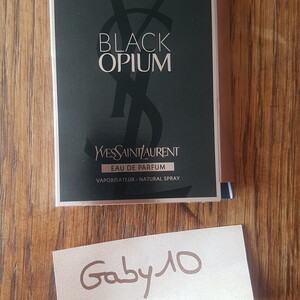 BLACK
OPIUM
YVESSAINTLAURENT
EAU DE PARFUM
VAPORISATEUR - NATURAL SPRAY
Gaby10